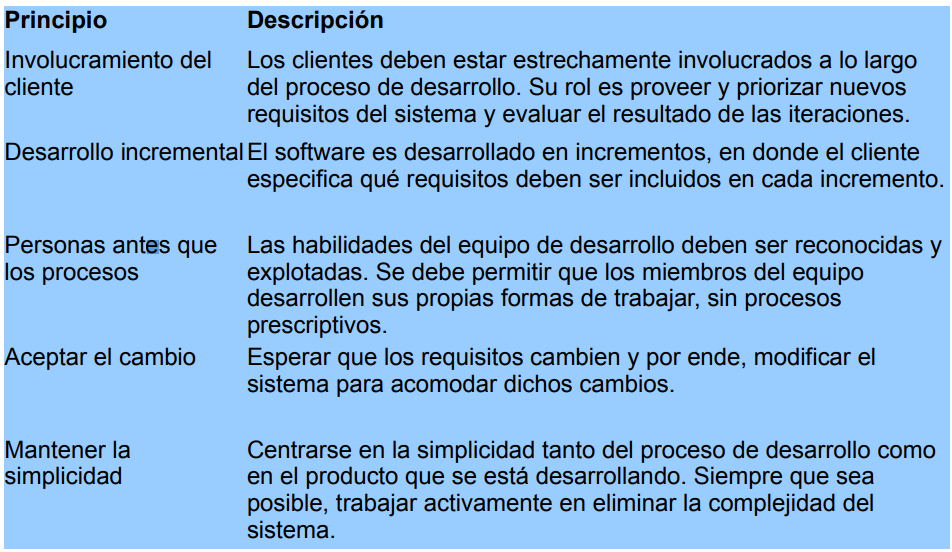 Principio Descripción
Involucramiento del
cliente
Los clientes deben estar estrechamente involucrados a lo largo
del proceso de desarrollo. Su rol es proveer y priorizar nuevos
requisitos del sistema y evaluar el resultado de las iteraciones.
Desarrollo incremental
El software es desarrollado en incrementos, en donde el cliente
especifica qué requisitos deben ser incluidos en cada incremento.
Personas antes que
los procesos
Las habilidades del equipo de desarrollo deben ser reconocidas y
explotadas. Se debe permitir que los miembros del equipo
desarrollen sus propias formas de trabajar, sin procesos
prescriptivos.
Aceptar el cambio
Esperar que los requisitos cambien y por ende, modificar el
sistema para acomodar dichos cambios.
Mantener la
simplicidad
Centrarse en la simplicidad tanto del proceso de desarrollo como
en el producto que se está desarrollando. Siempre que sea
posible, trabajar activamente en eliminar la complejidad del
sistema.